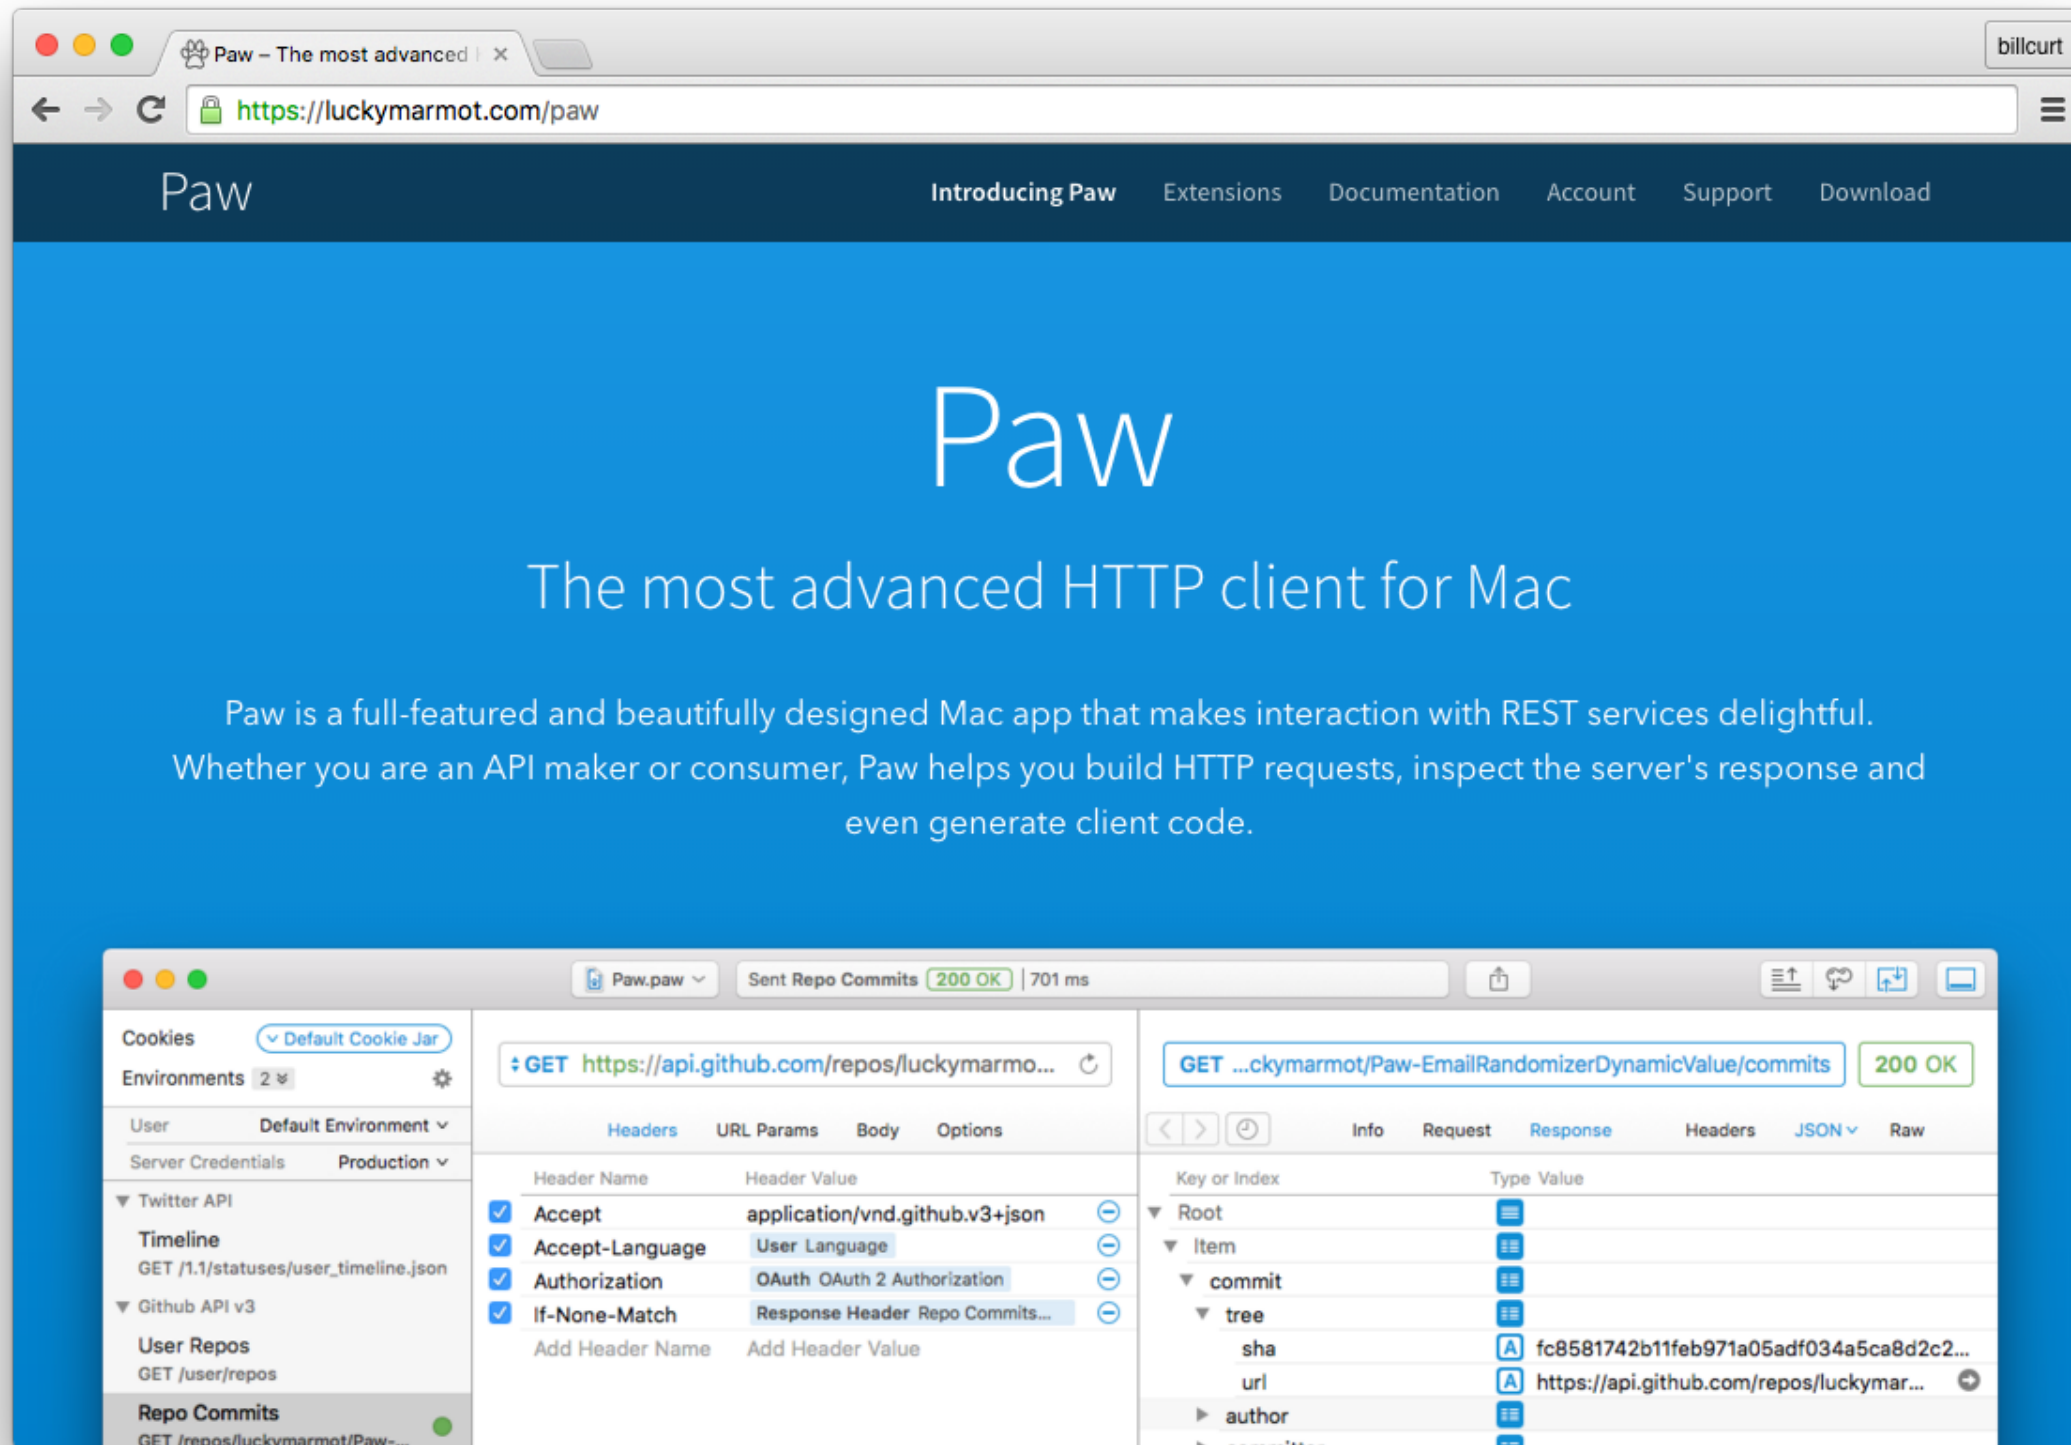 Paw – The most advanced
billcurt
https://luckymarmot.com/paw
Paw
Introducing Paw Extensions Documentation Account Support Download
Paw
The most advanced HTTP client for Mac
Paw is a full-featured and beautifully designed Mac app that makes interaction with REST services delightful.
Whether you are an API maker or consumer, Paw helps you build HTTP requests, inspect the server's response and
even generate client code.
Paw.paw Sent Repo Commits 200 OK | 701 ms
Cookies Default Cookie Jar
Environments 2
User Default Environment
Server Credentials Production
Twitter API
Timeline
GET /1.1/statuses/user_timeline.json
Github API v3
User Repos
GET /user/repos
Repo Commits
GET /repos/luckymarmot/Paw-...
GET https://api.github.com/repos/luckymarmo...
Headers URL Params Body Options
Header Name Header Value
Accept application/vnd.github.v3+json
Accept-Language User Language
Authorization OAuth OAuth 2 Authorization
If-None-Match Response Header Repo Commits...
Add Header Name Add Header Value
GET ...ckymarmot/Paw-EmailRandomizerDynamicValue/commits 200 OK
Info Request Response Headers JSON Raw
Key or Index Type Value
Root
Item
commit
tree
sha A fc8581742b11feb971a05adf034a5ca8d2c2...
url A https://api.github.com/repos/luckymar...
author